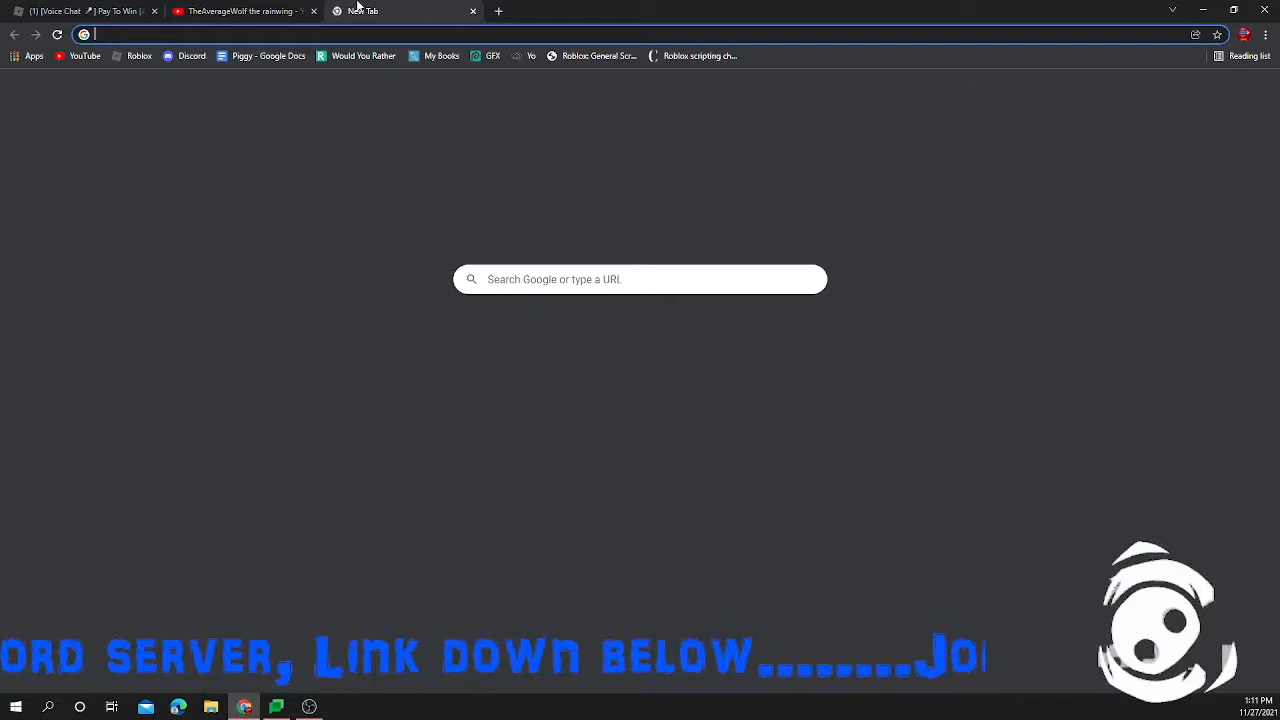 (1) [Voice Chat 🎤] Pay To Win [
TheAverageWolf the rainwing -
New Tab
Apps YouTube Roblox Discord Piggy - Google Docs Would You Rather My Books GFX Yo Roblox General Scr... Roblox scripting ch... Reading list
Search Google or type a URL
ORD SERVER, LINK DOWN BELOW........JOI
1:11 PM
11/27/2021